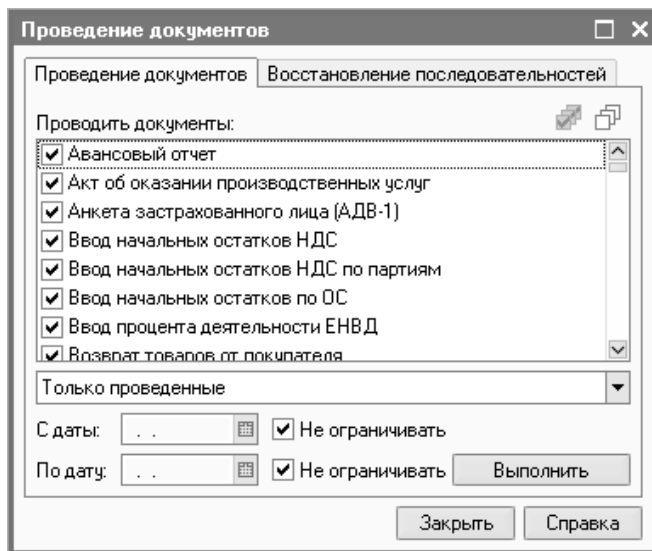 Проведение документов
Проведение документов Восстановление последовательностей
Проводить документы:
Авансовый отчет
Акт об оказании производственных услуг
Анкета застрахованного лица (АДВ-1)
Ввод начальных остатков НДС
Ввод начальных остатков НДС по партиям
Ввод начальных остатков по ОС
Ввод процента деятельности ЕНВД
Возврат товаров от покупателя
Только проведенные
С даты: . . Не ограничивать
По дату: . . Не ограничивать Выполнить
Закрыть Справка